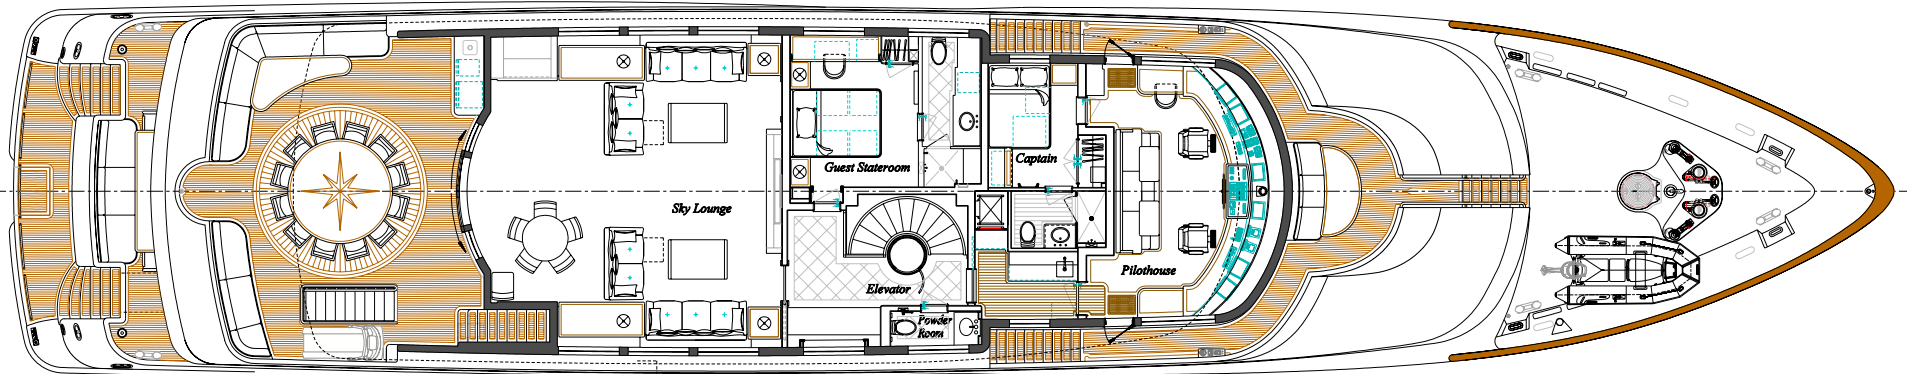 Guest Stateroom
Captain
Sky Lounge
Pilothouse
Elevator
Powder
Room